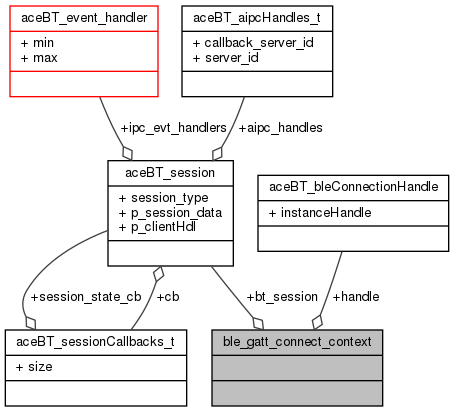 aceBT_event_handler
+ min
+ max
aceBT_aipcHandles_t
+ callback_server_id
+ server_id
+ipc_evt_handlers
+aipc_handles
aceBT_session
+ session_type
+ p_session_data
+ p_clientHdl
aceBT_bleConnectionHandle
+ instanceHandle
+session_state_cb
+cb
+bt_session
+handle
aceBT_sessionCallbacks_t
+ size
ble_gatt_connect_context